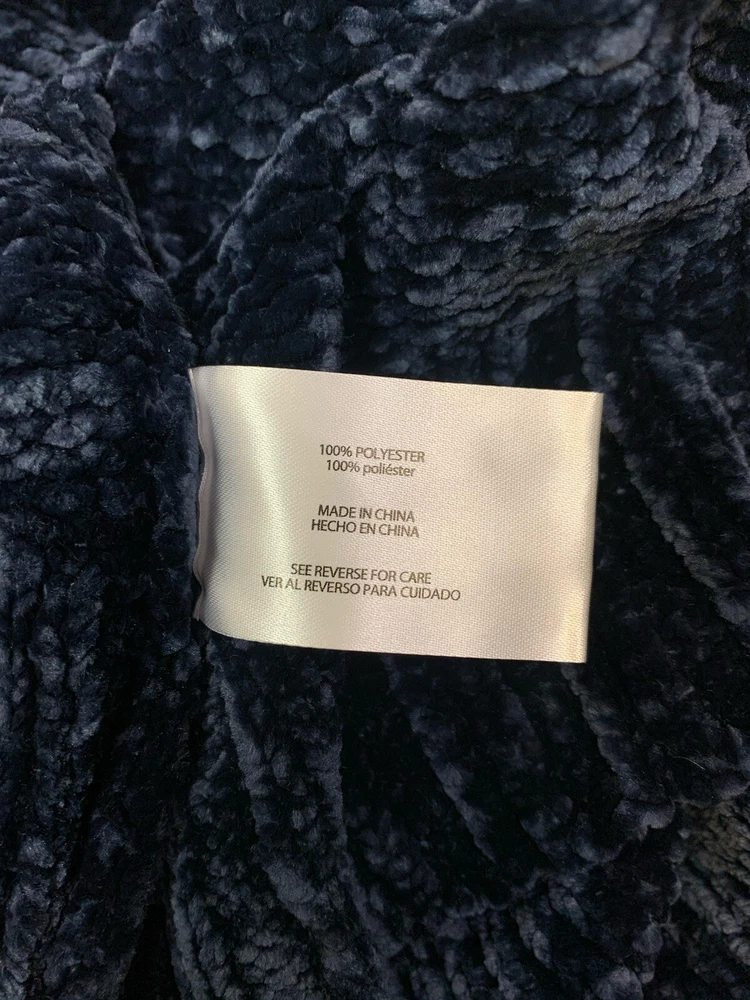 100% POLYESTER
100% poliéster
MADE IN CHINA
HECHO EN CHINA
SEE REVERSE FOR CARE
VER AL REVERSO PARA CUIDADO